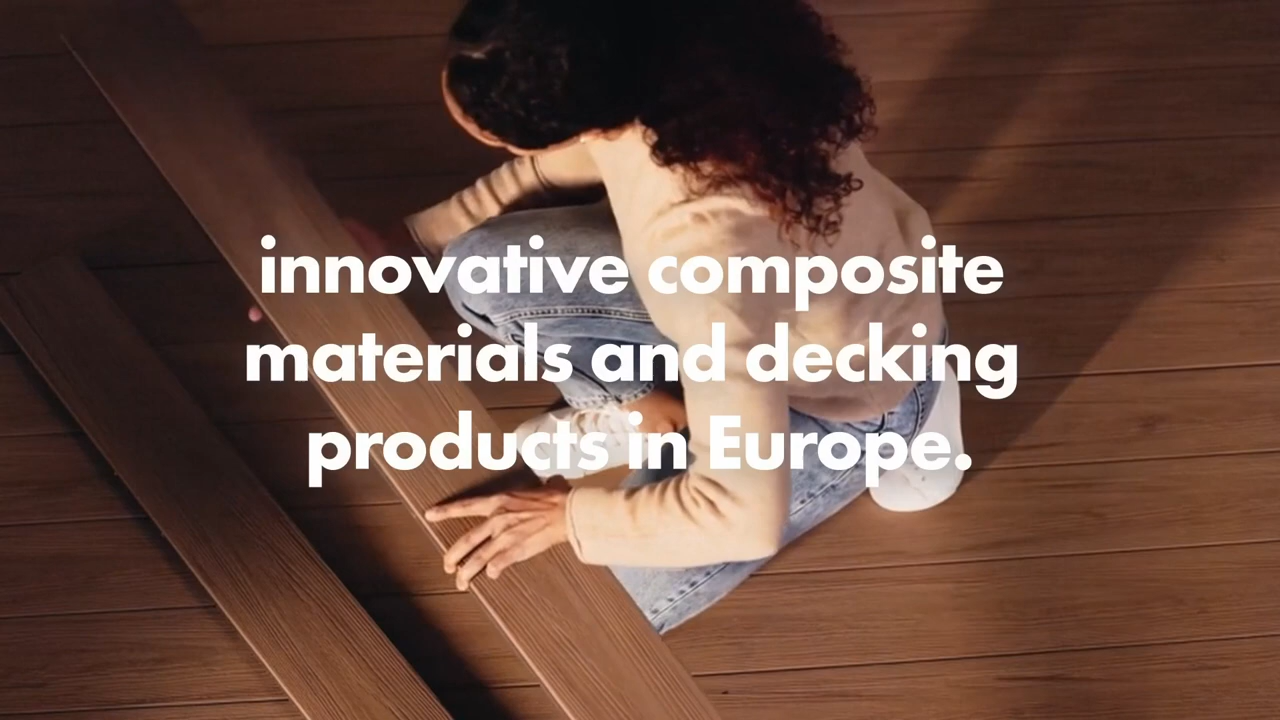 innovative composite
materials and decking
products in Europe.